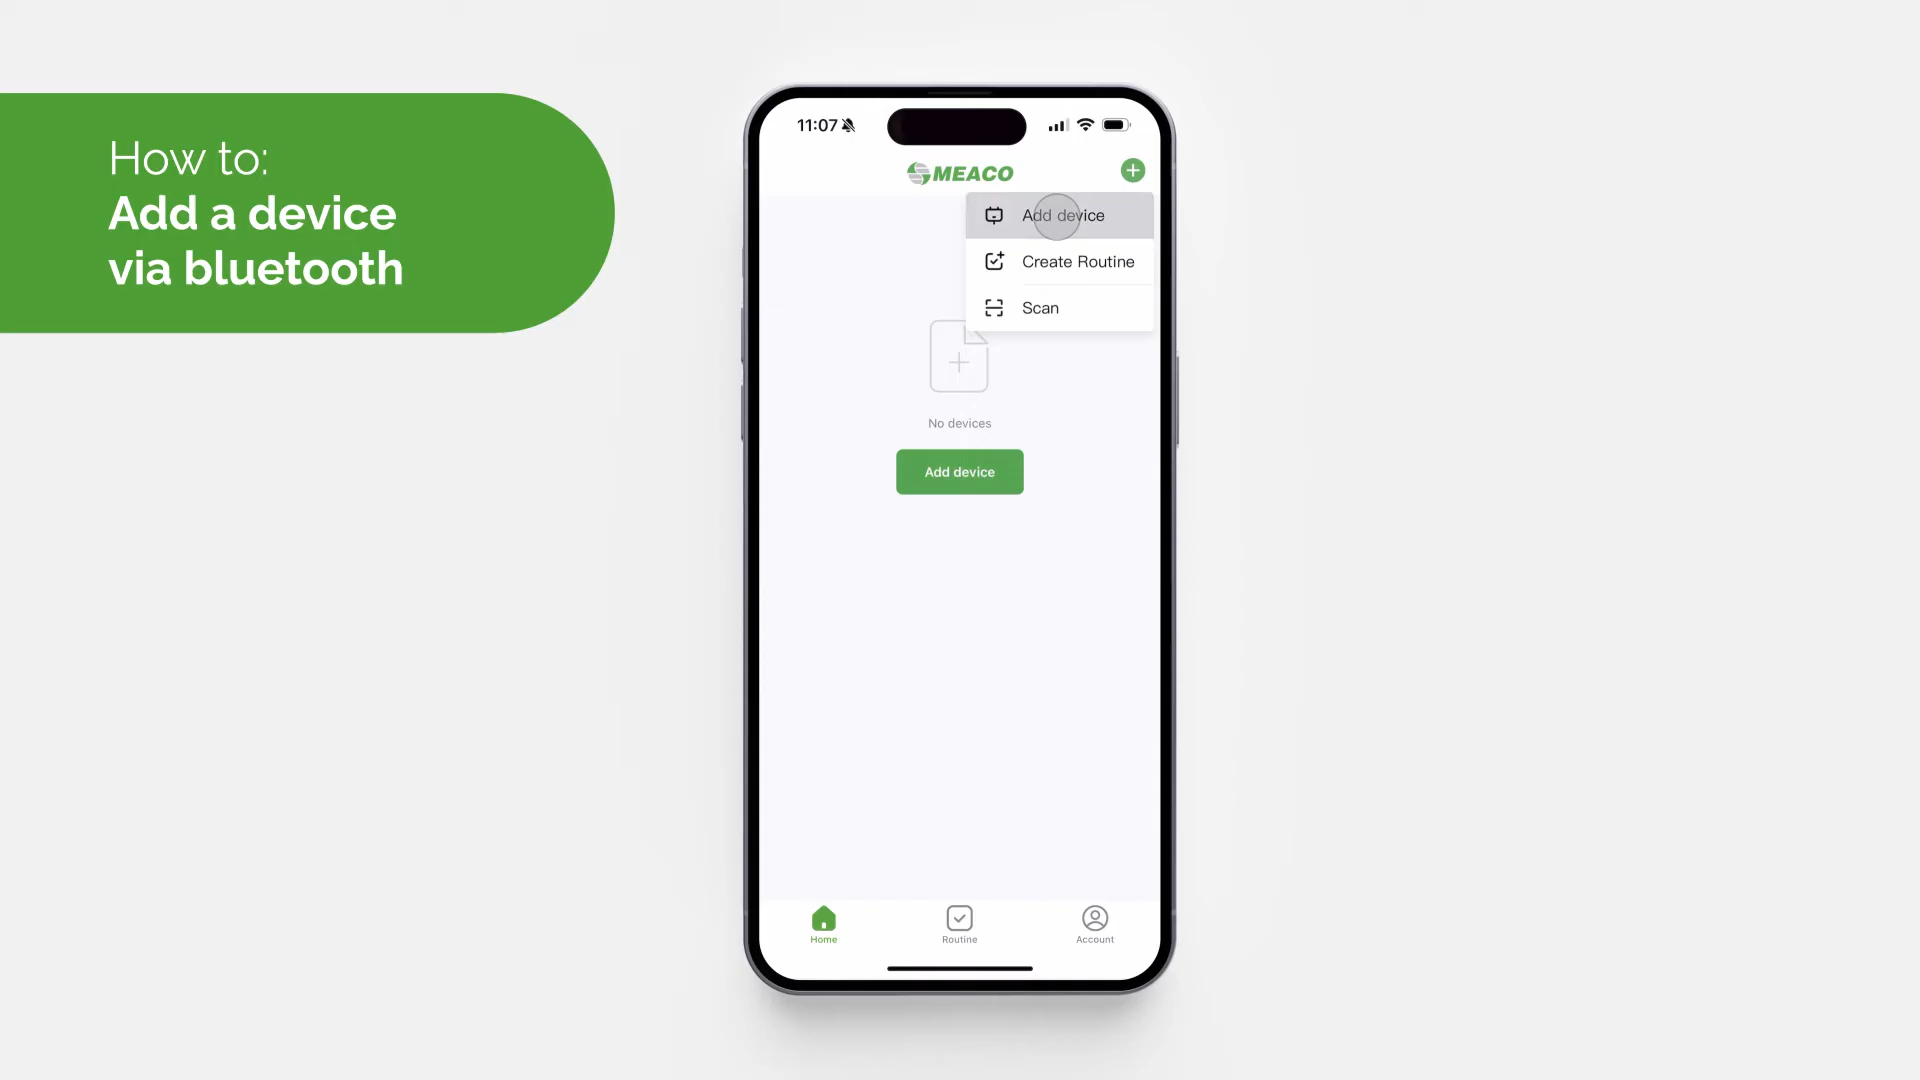 How to:
Add a device
via bluetooth
11:07
MEACO
Add device
Create Routine
Scan
No devices
Add device
Home
Routine
Account